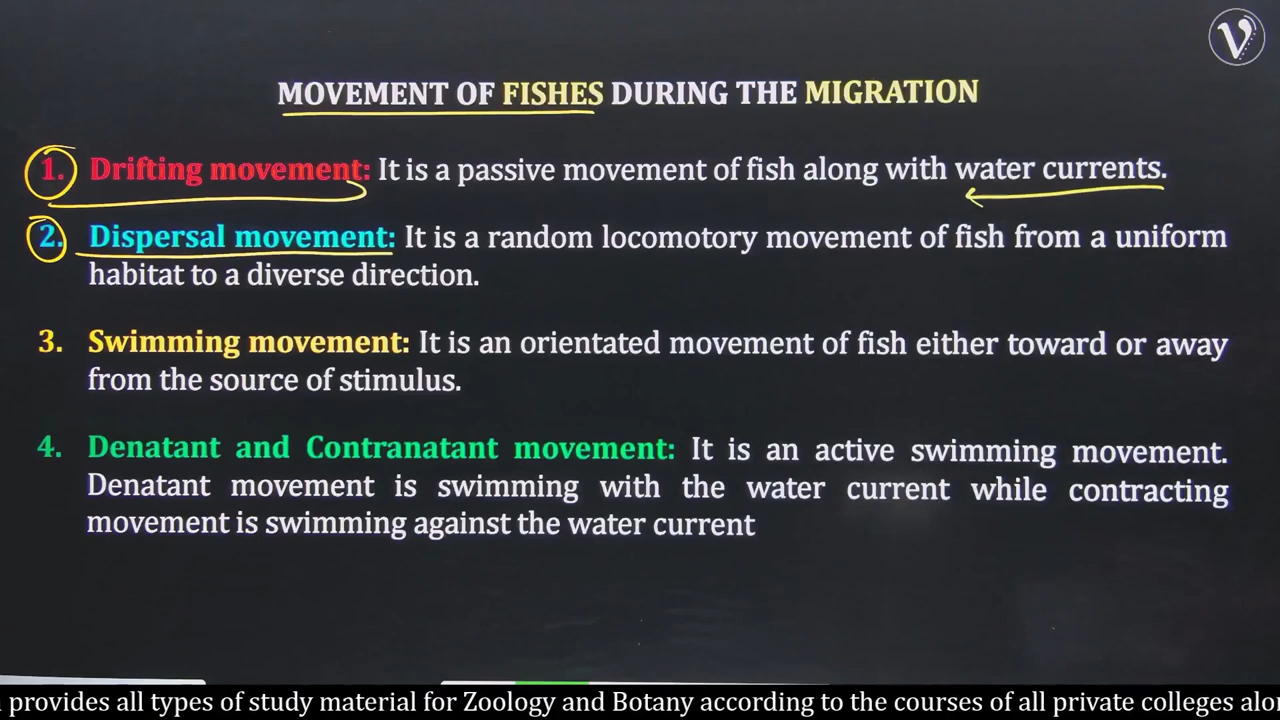 V
MOVEMENT OF FISHES DURING THE MIGRATION
1. Drifting movement: It is a passive movement of fish along with water currents.
2. Dispersal movement: It is a random locomotory movement of fish from a uniform
habitat to a diverse direction.
3. Swimming movement: It is an orientated movement of fish either toward or away
from the source of stimulus.
4. Denatant and Contranatant movement: It is an active swimming movement.
Denatant movement is swimming with the water current while contracting
movement is swimming against the water current
provides all types of study material for Zoology and Botany according to the courses of all private colleges